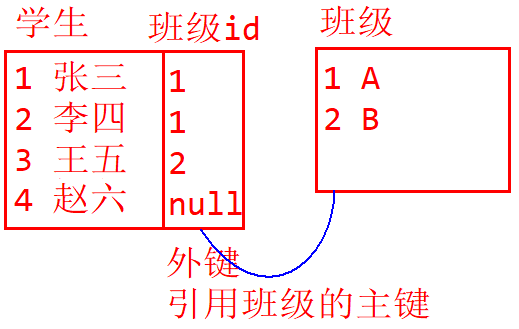 学生 班级id 班级
1 张三 1
2 李四 1
3 王五 2
4 赵六 null
1 A
2 B
外键
引用班级的主键